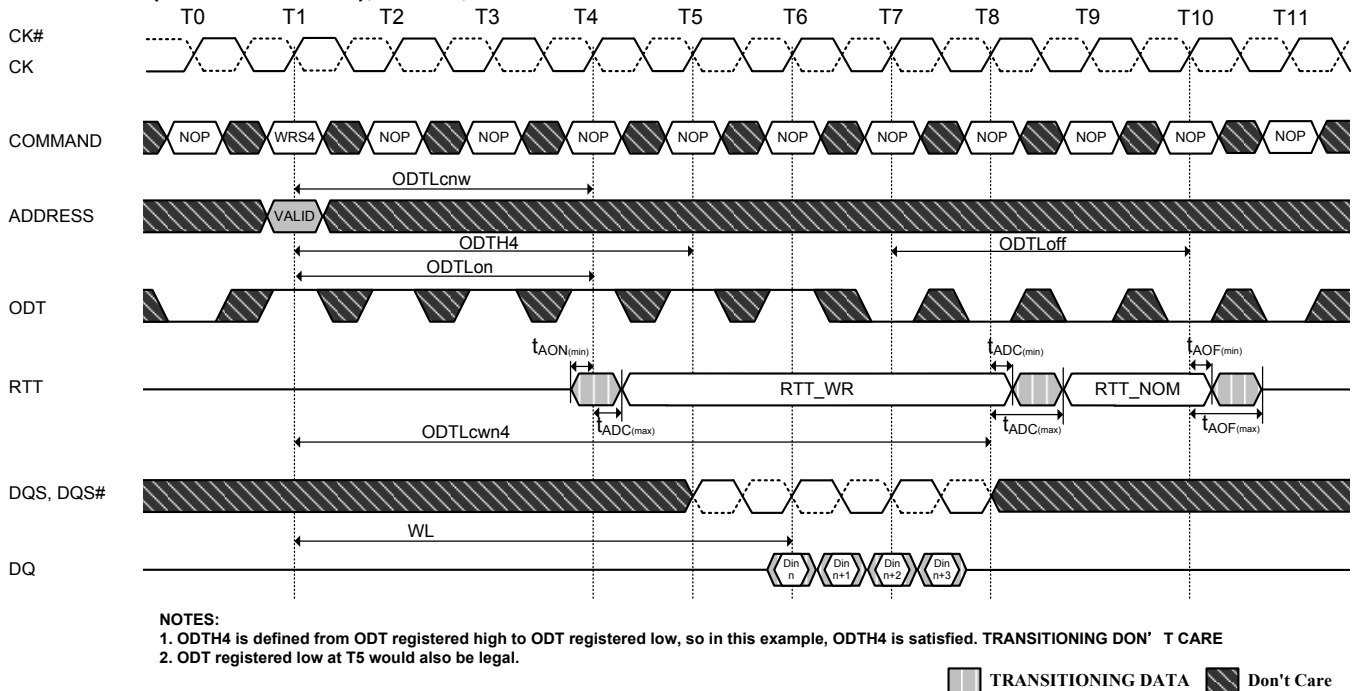 T0 T1 T2 T3 T4 T5 T6 T7 T8 T9 T10 T11
CK#
CK
COMMAND NOP WRS4 NOP NOP NOP NOP NOP NOP NOP NOP NOP NOP
ODTLcnw
ADDRESS VALID
ODTH4 ODTLoff
ODTLon
ODT
tAON(min) tADC(min) tAOF(min)
RTT RTT_WR RTT_NOM
tADC(max) tADC(max) tAOF(max)
ODTLcwn4
DQS, DQS#
WL
DQ Din n Din n+1 Din n+2 Din n+3
NOTES:
1. ODTH4 is defined from ODT registered high to ODT registered low, so in this example, ODTH4 is satisfied. TRANSITIONING DON’ T CARE
2. ODT registered low at T5 would also be legal.
TRANSITIONING DATA Don't Care